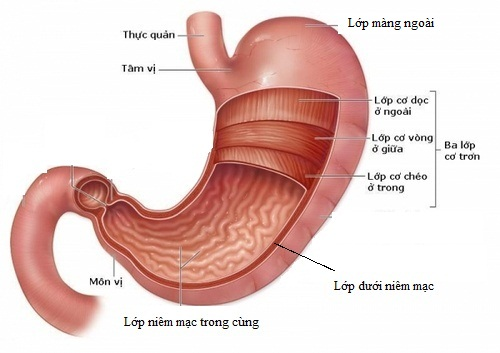 Lớp màng ngoài
Thực quản
Tâm vị
Lớp cơ dọc
ở ngoài
Lớp cơ vòng
ở giữa
Ba lớp
cơ trơn
Lớp cơ chéo
ở trong
Môn vị
Lớp dưới niêm mạc
Lớp niêm mạc trong cùng